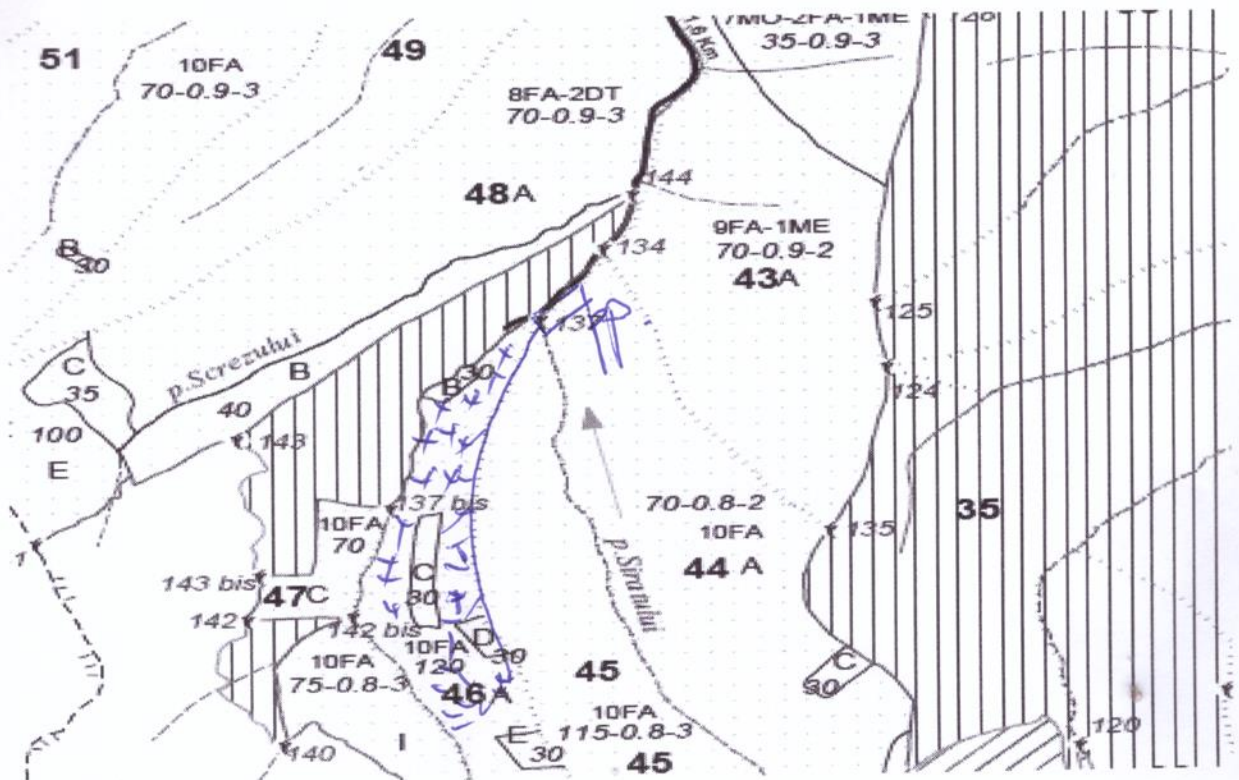 51
10FA
70-0.9-3
49
8FA-2DT
70-0.9-3
1,6 Km
7MO-2FA-1ME
35-0.9-3
48A
144
134
9FA-1ME
70-0.9-2
43A
B
30
125
124
C
35
100
E
p.Screzului
B
40
143
B
30
137 bis
10FA
70
C
30
70-0.8-2
10FA
44 A
135
35
1
143 bis
47C
142
142 bis
10FA
75-0.8-3
10FA
120
46 A
D
30
45
10FA
115-0.8-3
45
E
30
C
30
120
140
I